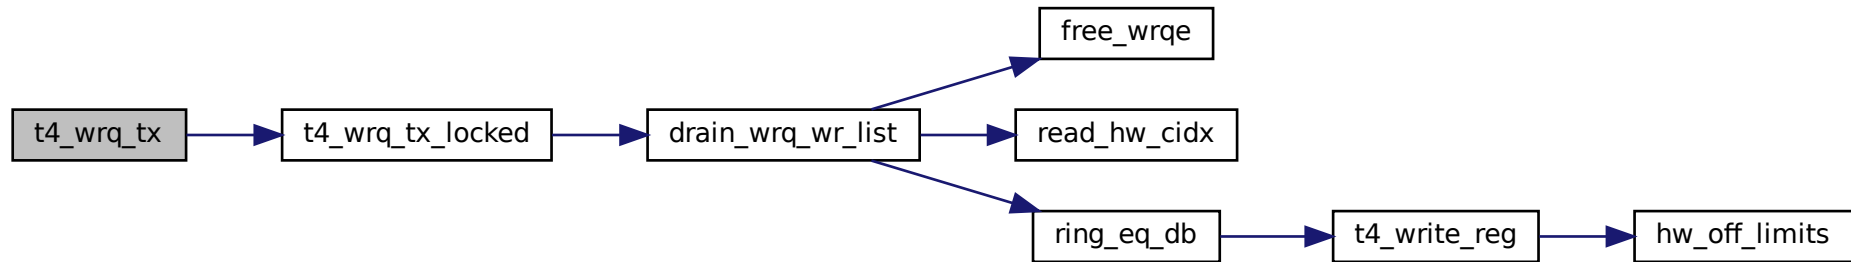 free_wrqe
t4_wrq_tx
t4_wrq_tx_locked
drain_wrq_wr_list
read_hw_cidx
ring_eq_db
t4_write_reg
hw_off_limits